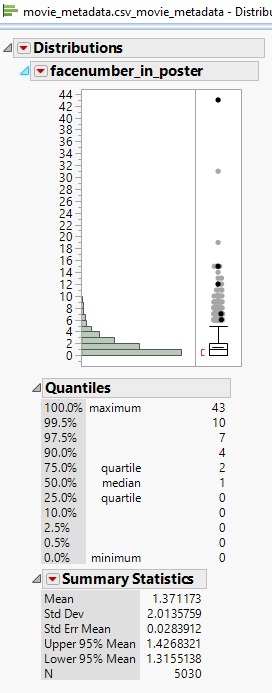 movie_metadata.csv_movie_metadata - Distribu
Distributions
facenumber_in_poster
44
42
40
38
36
34
32
30
28
26
24
22
20
18
16
14
12
10
8
6
4
2
0
Quantiles
100.0% maximum 43
99.5% 10
97.5% 7
90.0% 4
75.0% quartile 2
50.0% median 1
25.0% quartile 0
10.0% 0
2.5% 0
0.5% 0
0.0% minimum 0
Summary Statistics
Mean 1.371173
Std Dev 2.0135759
Std Err Mean 0.0283912
Upper 95% Mean 1.4268321
Lower 95% Mean 1.3155138
N 5030